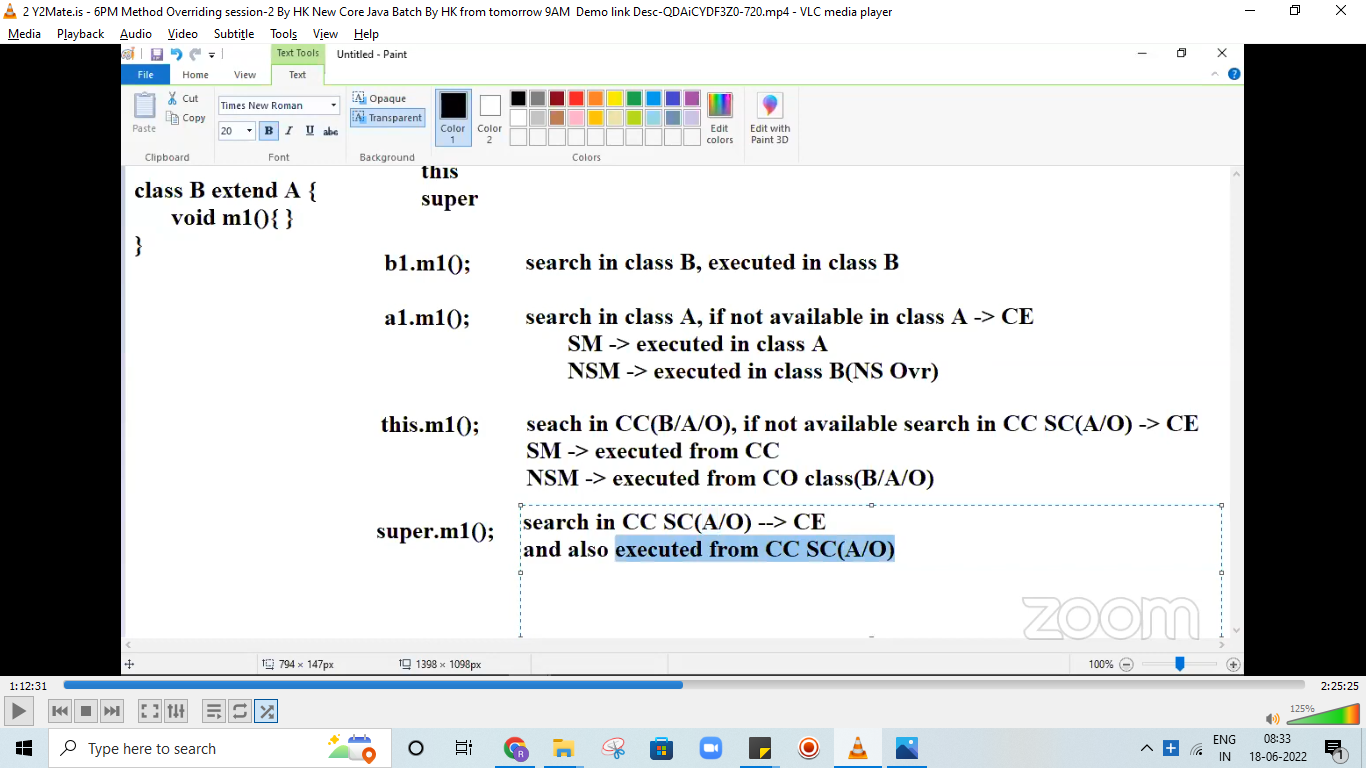 2 Y2Mate.is - 6PM Method Overriding session-2 By HK New Core Java Batch By HK from tomorrow 9AM  Demo link Desc-QDAiCYDF3Z0-720.mp4 - VLC media player
Media Playback Audio Video Subtitle Tools View Help
Text Tools Untitled - Paint
File Home View Text
Paste Cut Copy
Times New Roman
20 B I U abc
Opaque
Transparent
Color 1
Color 2
Edit colors
Edit with Paint 3D
Clipboard Font Background Colors
this
class B extend A {
super
void m1(){ }
}
b1.m1(); search in class B, executed in class B
a1.m1(); search in class A, if not available in class A -> CE
SM -> executed in class A
NSM -> executed in class B(NS Ovr)
this.m1(); seach in CC(B/A/O), if not available search in CC SC(A/O) -> CE
SM -> executed from CC
NSM -> executed from CO class(B/A/O)
super.m1(); search in CC SC(A/O) --> CE
and also executed from CC SC(A/O)
zoom
794 × 147px 1398 × 1098px 100%
1:12:31 2:25:25
125%
Type here to search
R
ENG 08:33
IN 18-06-2022
1